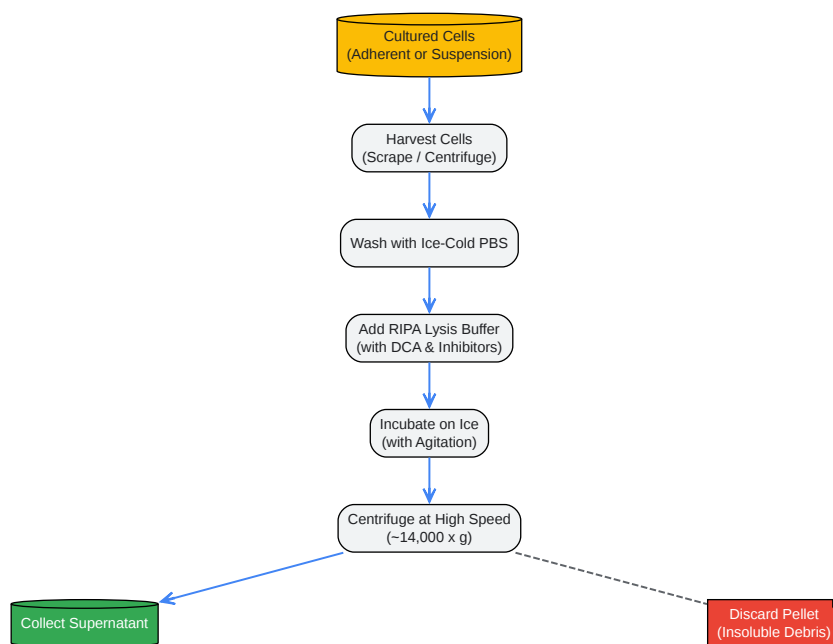 Cultured Cells
(Adherent or Suspension)
Harvest Cells
(Scrape / Centrifuge)
Wash with Ice-Cold PBS
Add RIPA Lysis Buffer
(with DCA & Inhibitors)
Incubate on Ice
(with Agitation)
Centrifuge at High Speed
(~14,000 x g)
Collect Supernatant
Discard Pellet
(Insoluble Debris)